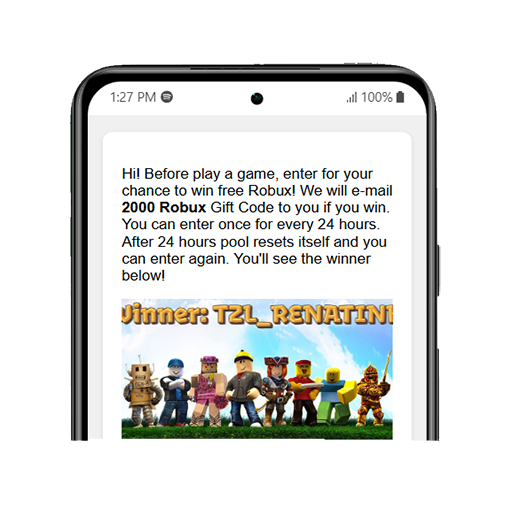 1:27 PM
100%
Hi! Before play a game, enter for your
chance to win free Robux! We will e-mail
2000 Robux Gift Code to you if you win.
You can enter once for every 24 hours.
After 24 hours pool resets itself and you
can enter again. You'll see the winner
below!
Winner: TZL_RENATIN